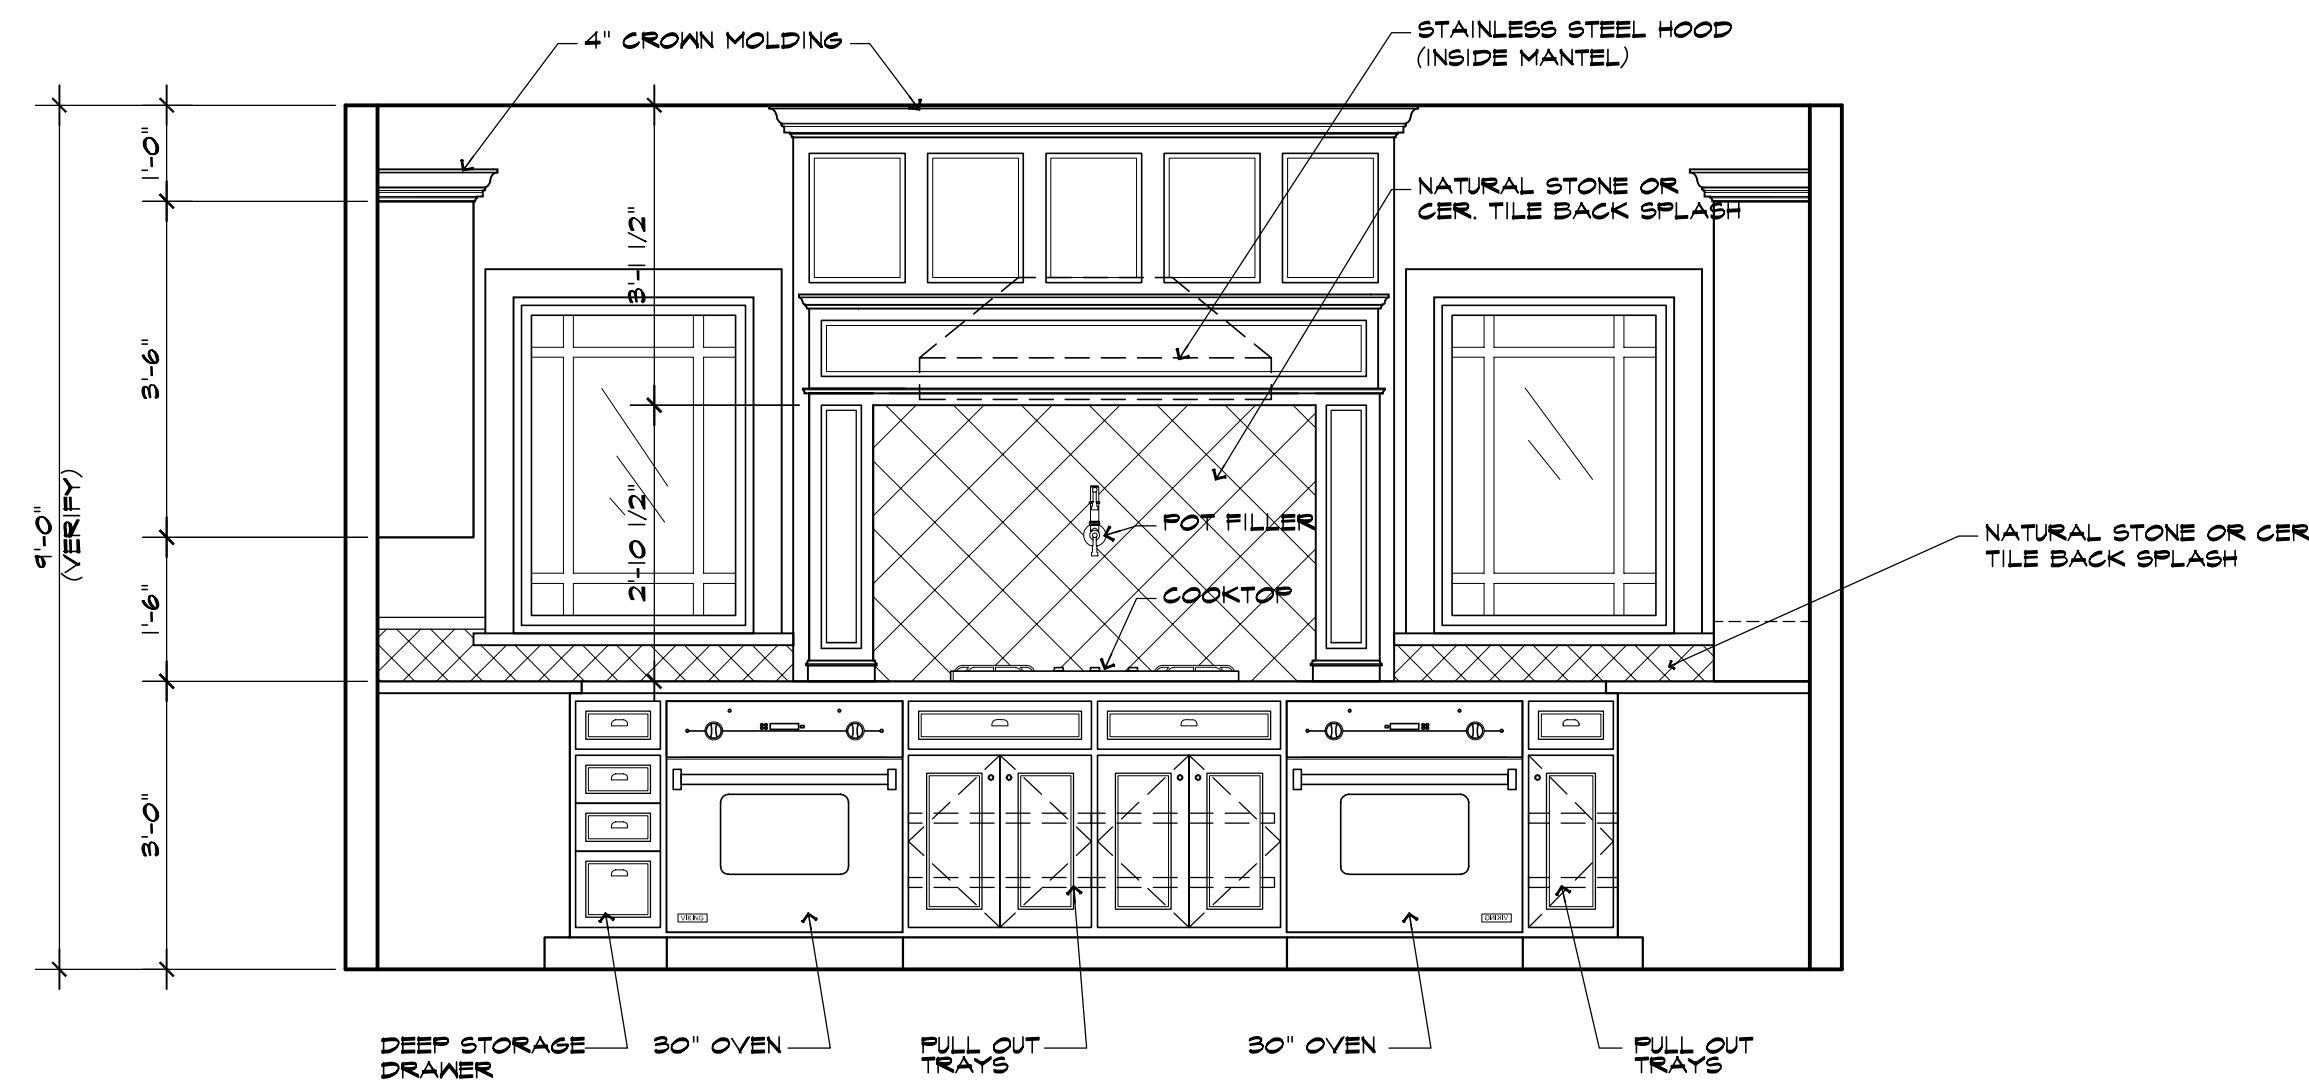 4" CROWN MOLDING
STAINLESS STEEL HOOD
(INSIDE MANTEL)
1'-0"
NATURAL STONE OR
CER. TILE BACK SPLASH
3'-11 1/2"
3'-6"
9'-0"
(VERIFY)
2'-10 1/2"
POT FILLER
NATURAL STONE OR CER
TILE BACK SPLASH
1'-6"
COOKTOP
3'-0"
VIKING
VIKING
DEEP STORAGE
DRAWER
30" OVEN
PULL OUT
TRAYS
30" OVEN
PULL OUT
TRAYS